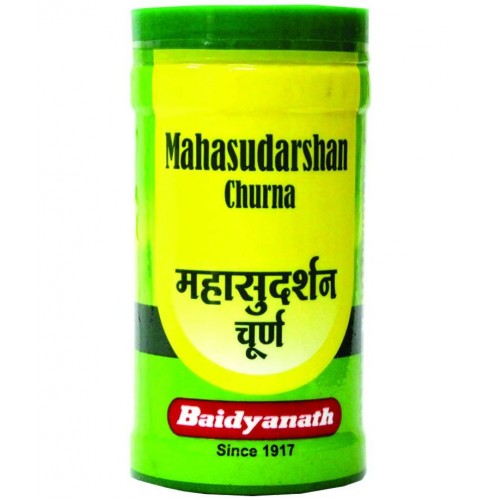 Mahasudarshan
Churna
महासुदर्शन
चूर्ण
Baidyanath
Since 1917